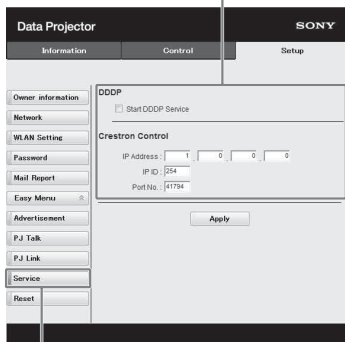 Data Projector SONY
Information Control Setup
Owner information
Network
WLAN Setting
Password
Mail Report
Easy Menu
Advertisement
PJ Talk
PJ Link
Service
Reset
DDDP
Start DDDP Service
Crestron Control
IP Address : 1 . 0 . 0 . 0
IP ID : 254
Port No. : 41794
Apply